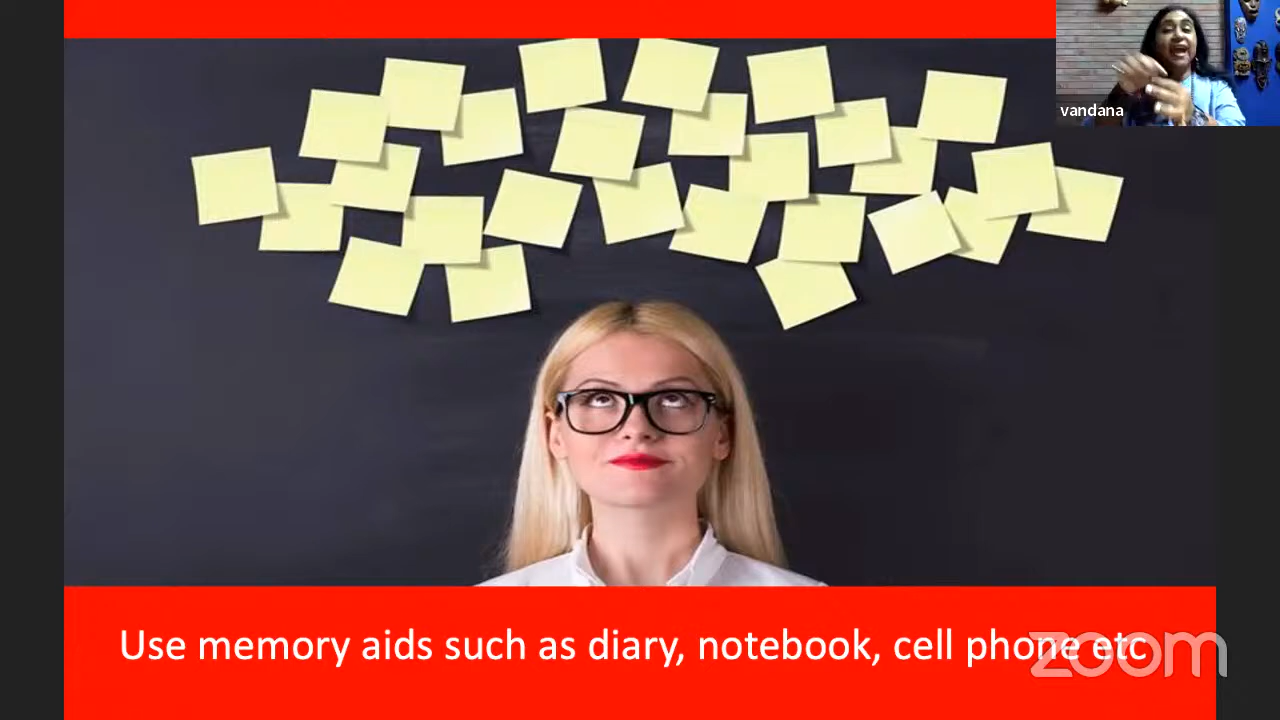 vandana
Use memory aids such as diary, notebook, cell phone etc
zoom